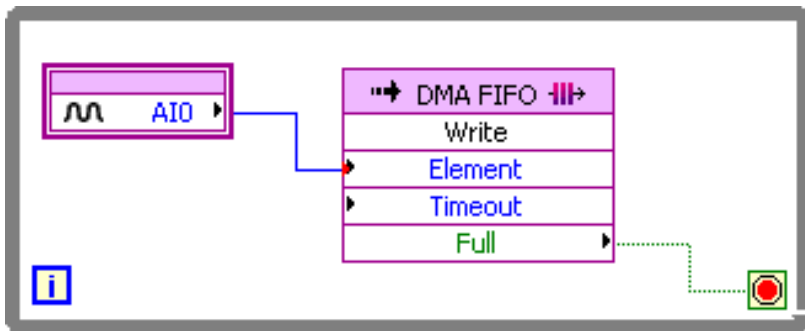 AI0
DMA FIFO
Write
Element
Timeout
Full
i